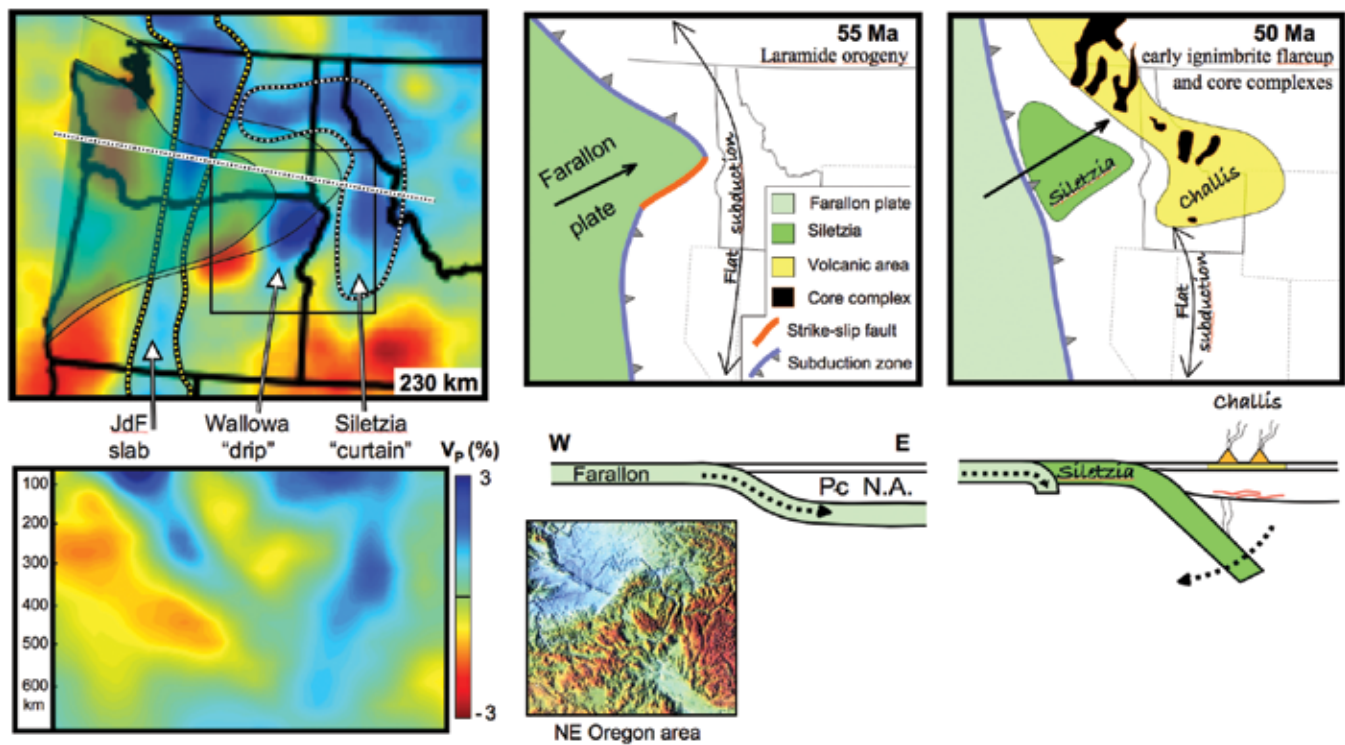 230 km
JdF
slab
Wallowa
“drip”
Siletzia
“curtain”
VP (%)
3
-3
100
200
300
400
500
600
km
55 Ma
Laramide orogeny
Farallon
plate
Flat
subduction
Farallon plate
Siletzia
Volcanic area
Core complex
Strike-slip fault
Subduction zone
50 Ma
early ignimbrite flareup
and core complexes
Siletzia
Challis
Flat
subduction
W
E
Farallon
P-c N.A.
NE Oregon area
Challis
Siletzia